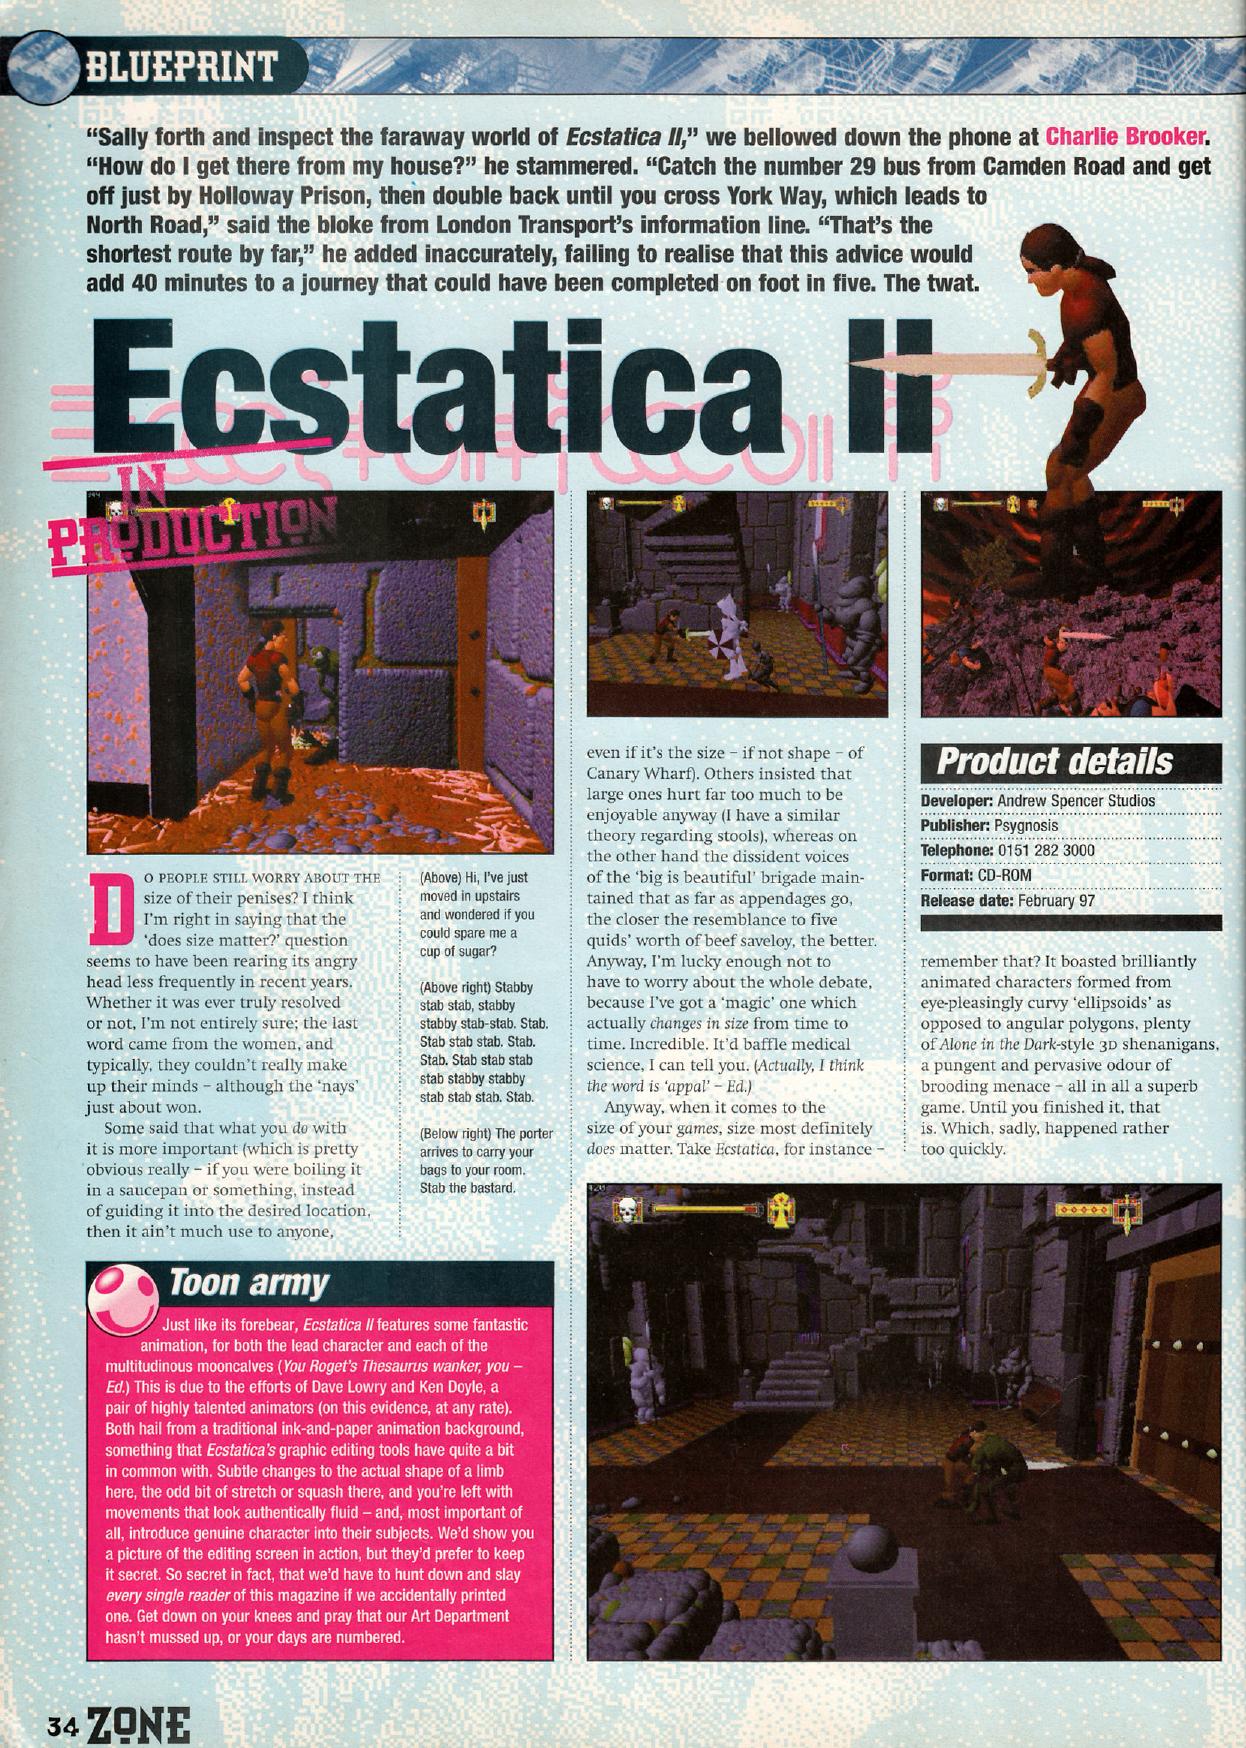 BLUEPRINT
“Sally forth and inspect the faraway world of Ecstatica II,” we bellowed down the phone at Charlie Brooker.
“How do I get there from my house?” he stammered. “Catch the number 29 bus from Camden Road and get
off just by Holloway Prison, then double back until you cross York Way, which leads to
North Road,” said the bloke from London Transport’s information line. “That’s the
shortest route by far,” he added inaccurately, failing to realise that this advice would
add 40 minutes to a journey that could have been completed on foot in five. The twat.
Ecstatica II
IN
PRODUCTION
DO PEOPLE STILL WORRY ABOUT THE
size of their penises? I think
I’m right in saying that the
‘does size matter?’ question
seems to have been rearing its angry
head less frequently in recent years.
Whether it was ever truly resolved
or not, I’m not entirely sure; the last
word came from the women, and
typically, they couldn’t really make
up their minds – although the ‘nays’
just about won.
Some said that what you do with
it is more important (which is pretty
obvious really – if you were boiling it
in a saucepan or something, instead
of guiding it into the desired location,
then it ain’t much use to anyone,
(Above) Hi, I’ve just
moved in upstairs
and wondered if you
could spare me a
cup of sugar?
(Above right) Stabby
stab stab, stabby
stabby stab-stab. Stab.
Stab stab stab. Stab.
Stab. Stab stab stab
stab stabby stabby
stab stab stab. Stab.
(Below right) The porter
arrives to carry your
bags to your room.
Stab the bastard.
even if it’s the size – if not shape – of
Canary Wharf). Others insisted that
large ones hurt far too much to be
enjoyable anyway (I have a similar
theory regarding stools), whereas on
the other hand the dissident voices
of the ‘big is beautiful’ brigade main-
tained that as far as appendages go,
the closer the resemblance to five
quids’ worth of beef saveloy, the better.
Anyway, I’m lucky enough not to
have to worry about the whole debate,
because I’ve got a ‘magic’ one which
actually changes in size from time to
time. Incredible. It’d baffle medical
science, I can tell you. (Actually, I think
the word is ‘appal’ – Ed.)
Anyway, when it comes to the
size of your games, size most definitely
does matter. Take Ecstatica, for instance –
Product details
Developer: Andrew Spencer Studios
Publisher: Psygnosis
Telephone: 0151 282 3000
Format: CD-ROM
Release date: February 97
remember that? It boasted brilliantly
animated characters formed from
eye-pleasingly curvy ‘ellipsoids’ as
opposed to angular polygons, plenty
of Alone in the Dark-style 3D shenanigans,
a pungent and pervasive odour of
brooding menace – all in all a superb
game. Until you finished it, that
is. Which, sadly, happened rather
too quickly.
Toon army
Just like its forebear, Ecstatica II features some fantastic
animation, for both the lead character and each of the
multitudinous mooncalves (You Roget’s Thesaurus wanker, you –
Ed.) This is due to the efforts of Dave Lowry and Ken Doyle, a
pair of highly talented animators (on this evidence, at any rate).
Both hail from a traditional ink-and-paper animation background,
something that Ecstatica’s graphic editing tools have quite a bit
in common with. Subtle changes to the actual shape of a limb
here, the odd bit of stretch or squash there, and you’re left with
movements that look authentically fluid – and, most important of
all, introduce genuine character into their subjects. We’d show you
a picture of the editing screen in action, but they’d prefer to keep
it secret. So secret in fact, that we’d have to hunt down and slay
every single reader of this magazine if we accidentally printed
one. Get down on your knees and pray that our Art Department
hasn’t mussed up, or your days are numbered.
34 ZONE